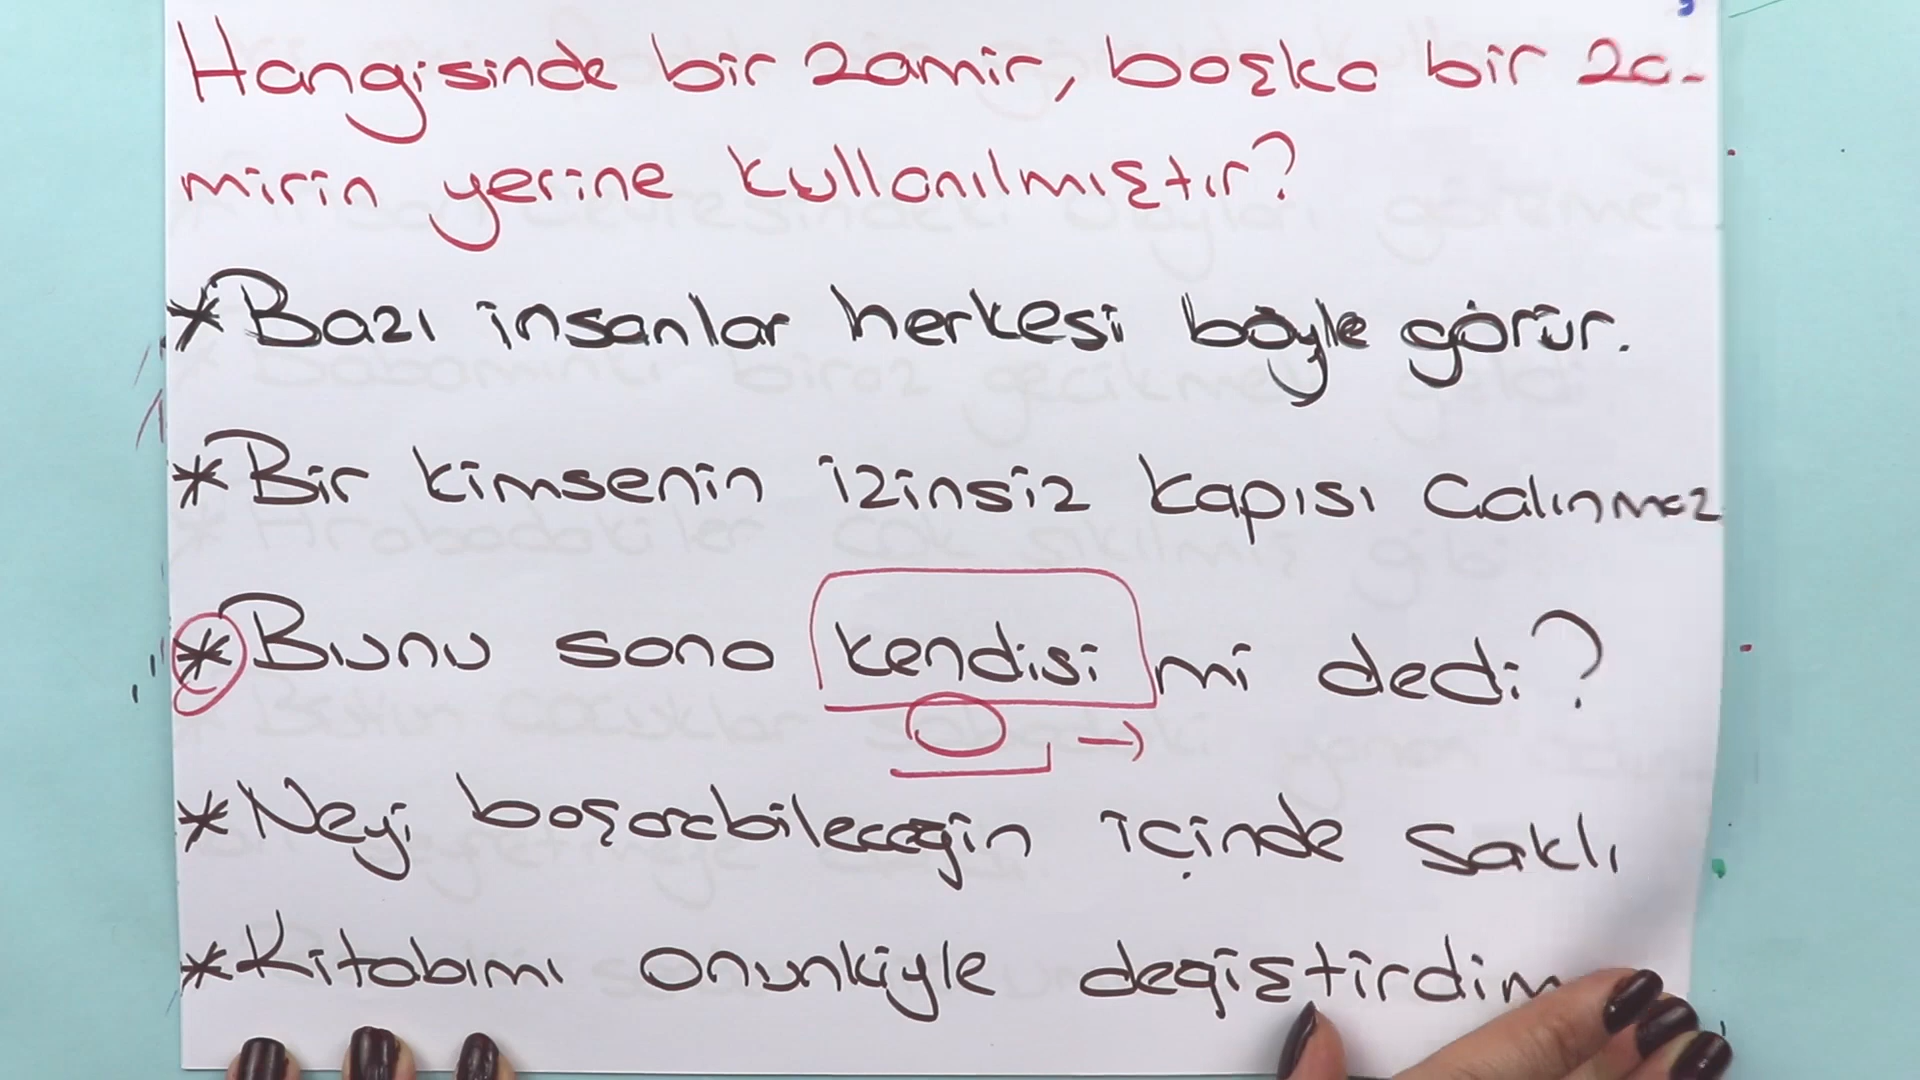 Hangisinde bir zamir, başka bir za-
mirin yerine kullanılmıştır?
* Bazı insanlar herkesi böyle görür.
* Bir kimsenin izinsiz kapısı çalınmaz
* Bunu sana kendisi mi dedi?
* Neyi başarabileceğin içinde saklı
* Kitabımı onunkiyle değiştirdim